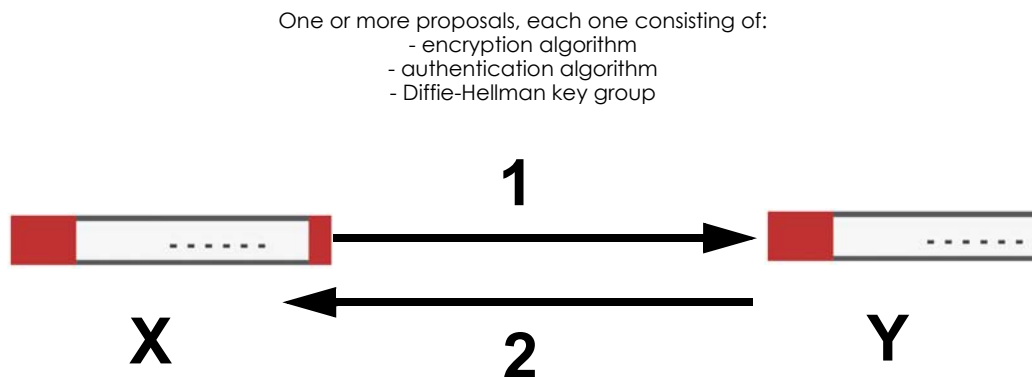 One or more proposals, each one consisting of:
- encryption algorithm
- authentication algorithm
- Diffie-Hellman key group
1
X
Y
2